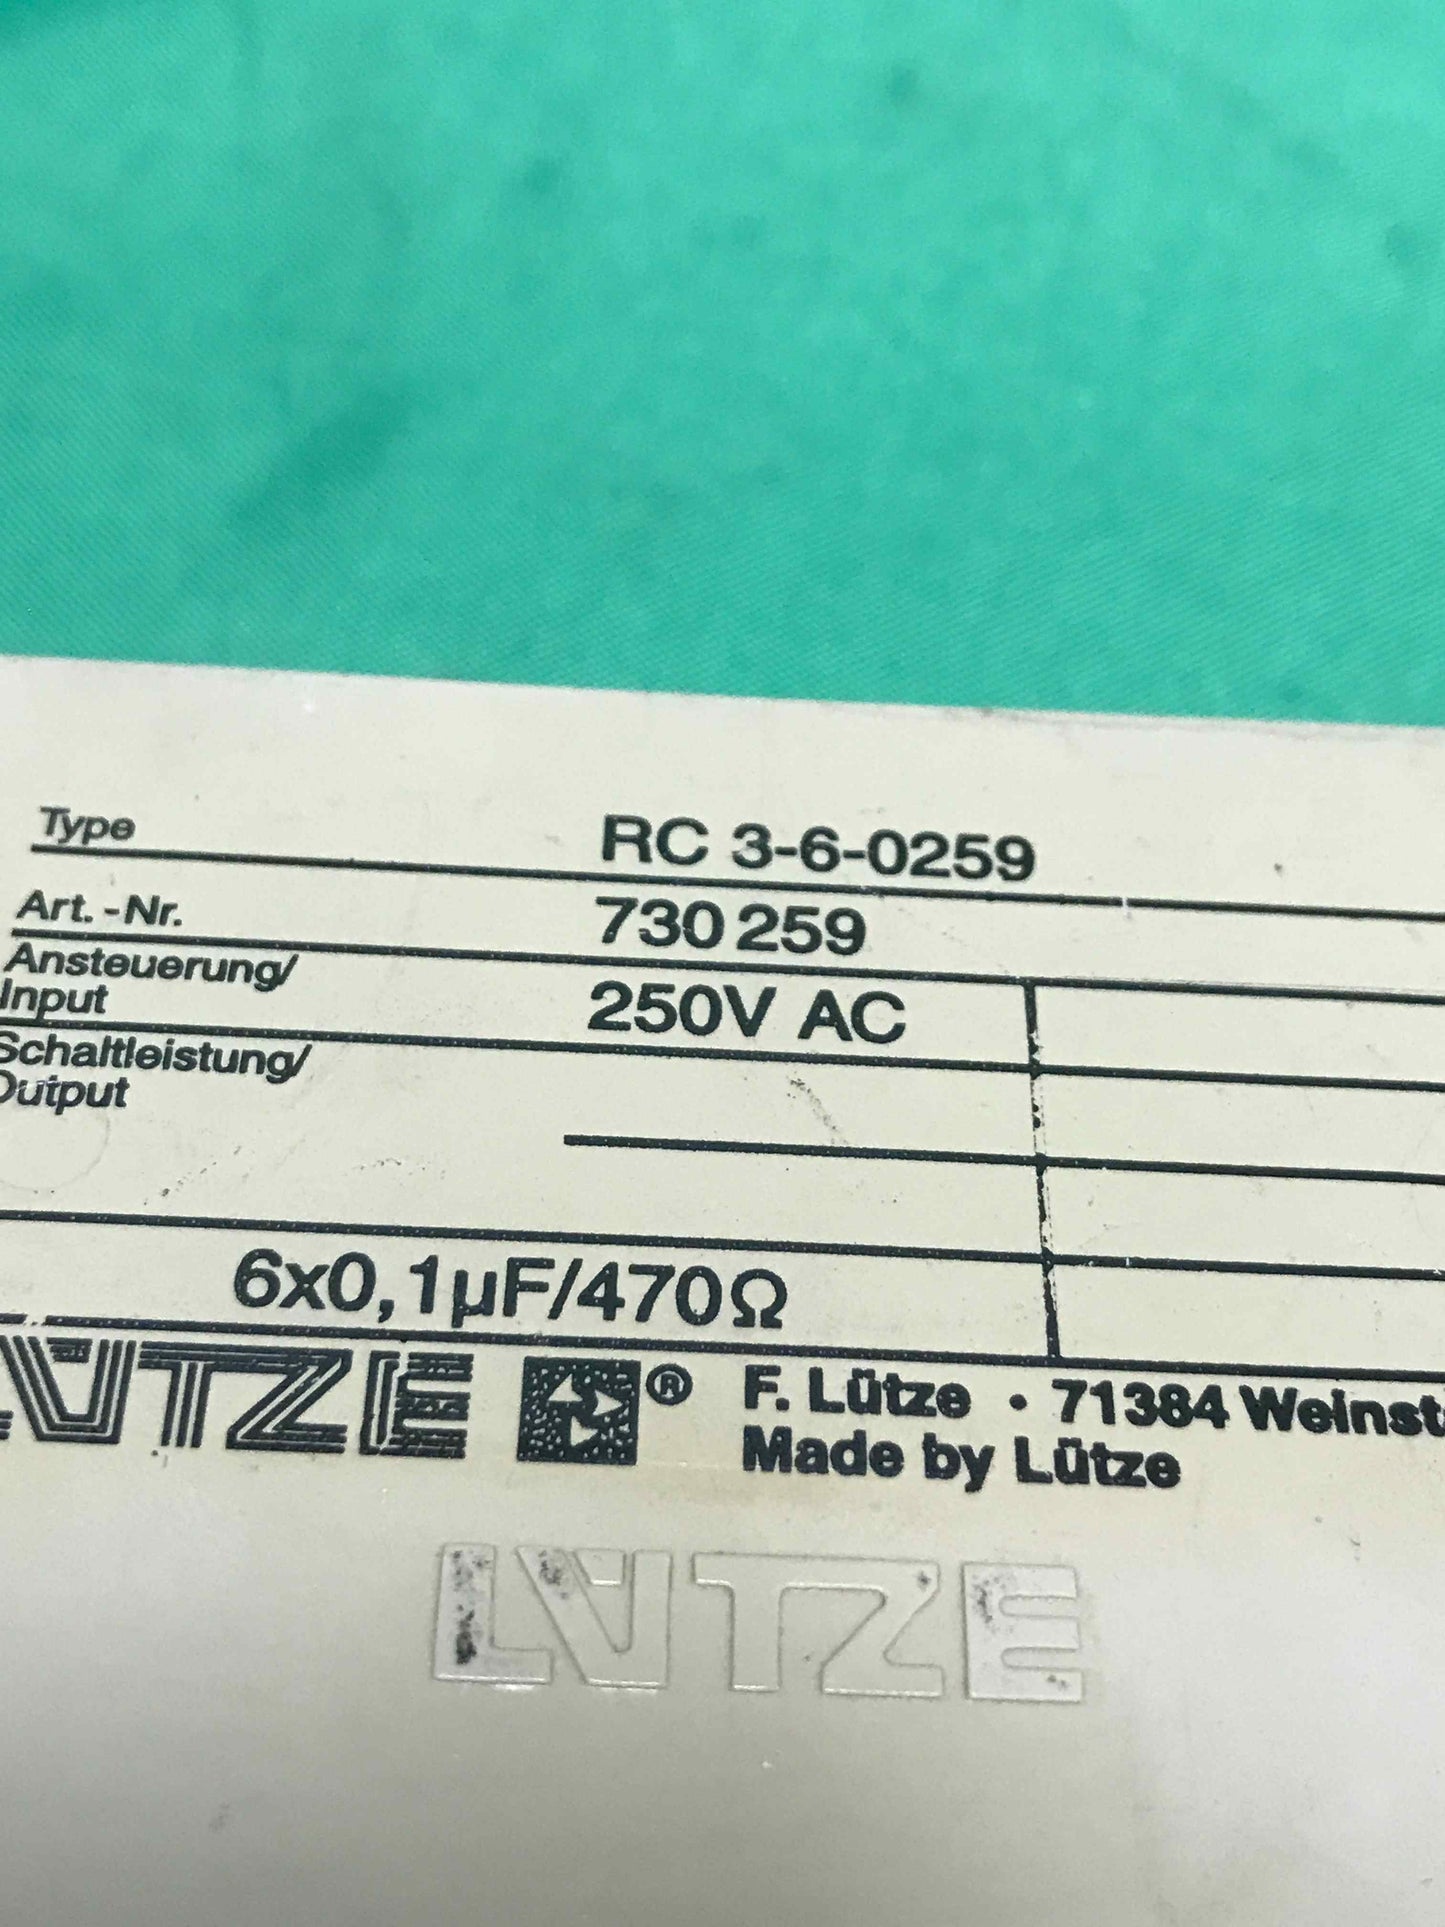 Type RC 3-6-0259
Art.-Nr. 730 259
Ansteuerung/
Input 250V AC
Schaltleistung/
Output
6x0,1µF/470Ω
LÜTZE ® F. Lütze • 71384
Made by Lütze
LÜTZE